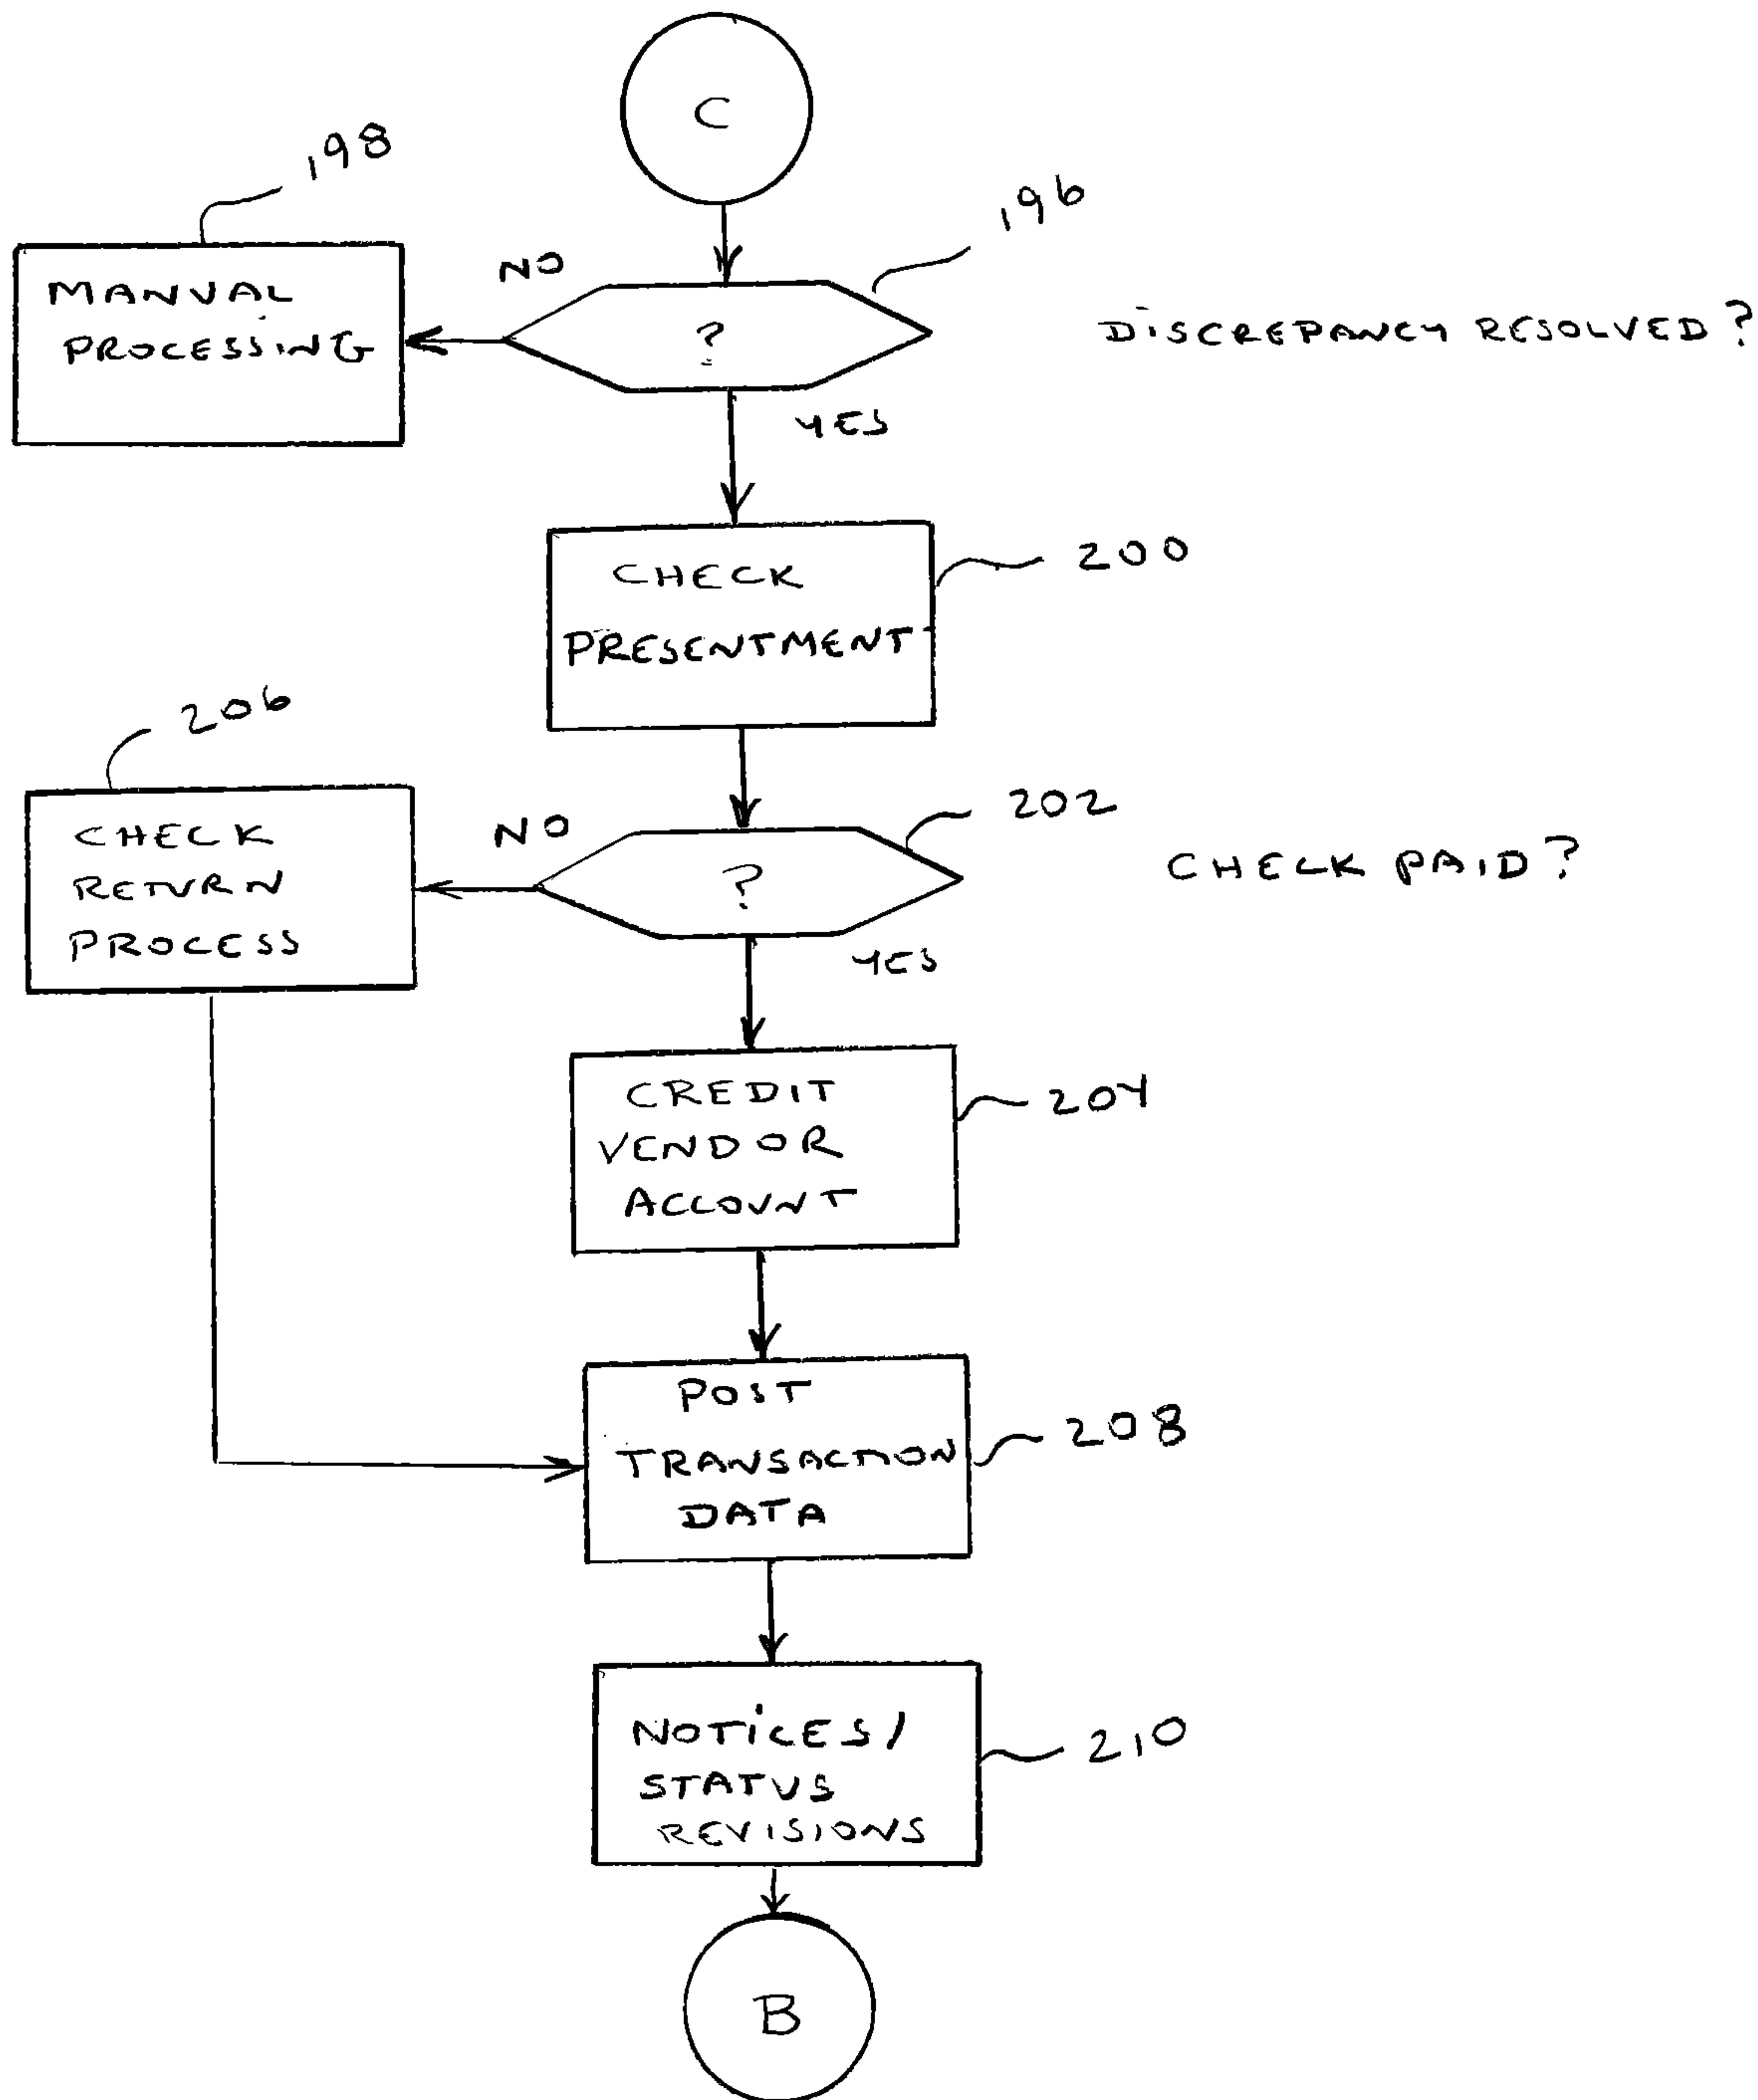 C
198
196
NO
MANUAL
PROCESSING
?
DISCREPANCY RESOLVED?
YES
CHECK
PRESENTMENT
200
206
202
NO
CHECK
RETURN
PROCESS
?
CHECK PAID?
YES
CREDIT
VENDOR
ACCOUNT
204
POST
TRANSACTION
DATA
208
NOTICES/
STATUS
REVISIONS
210
B